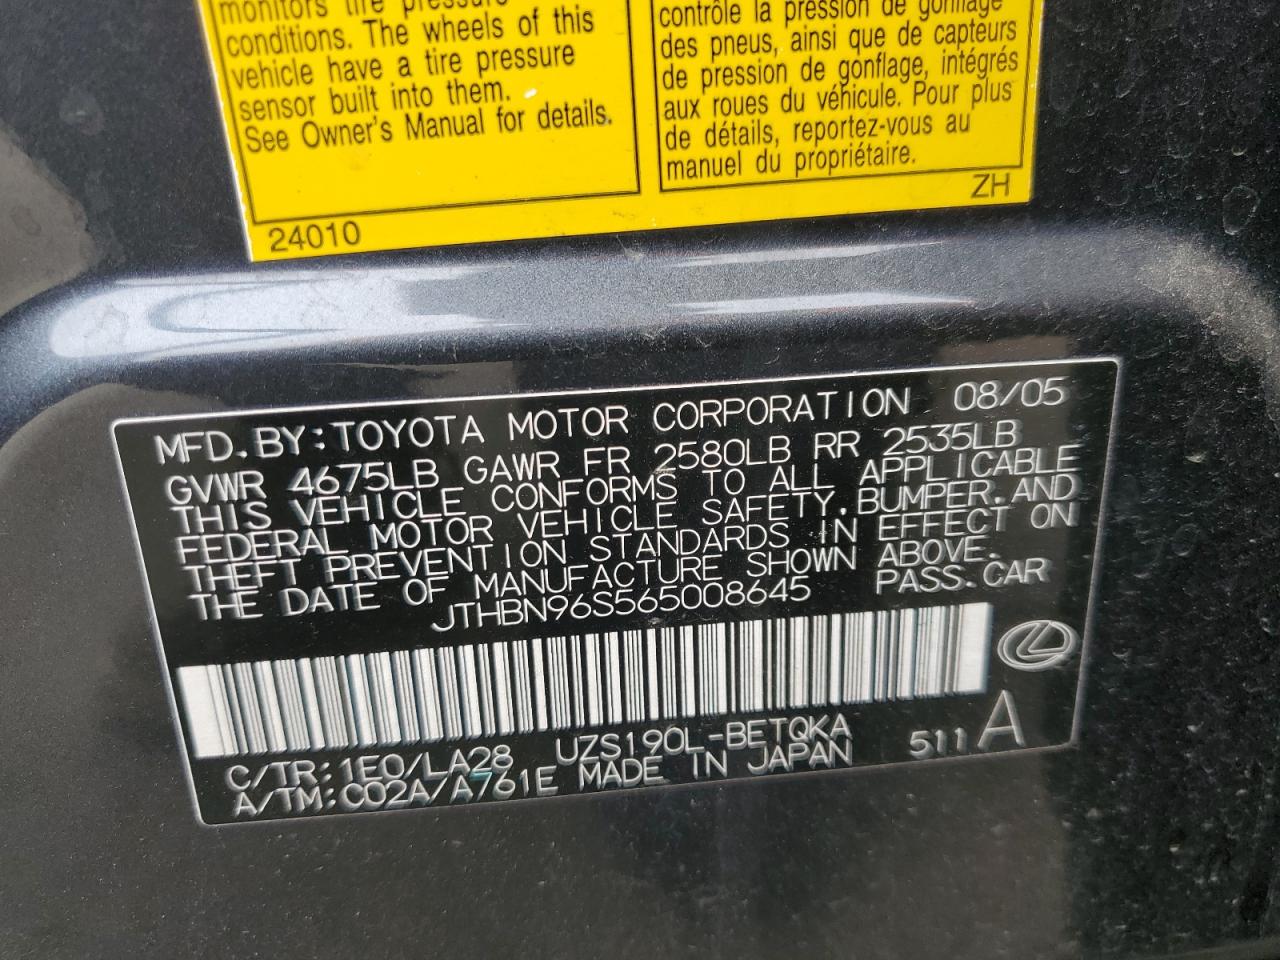 monitors tire pressure
conditions. The wheels of this
vehicle have a tire pressure
sensor built into them.
See Owner's Manual for details.
contrôle la pression de gonflage
des pneus, ainsi que de capteurs
de pression de gonflage, intégrés
aux roues du véhicule. Pour plus
de détails, reportez-vous au
manuel du propriétaire.
24010
ZH
MFD. BY: TOYOTA MOTOR CORPORATION 08/05
GVWR 4675LB GAWR FR 2580LB RR 2535LB
THIS VEHICLE CONFORMS TO ALL APPLICABLE
FEDERAL MOTOR VEHICLE SAFETY, BUMPER, AND
THEFT PREVENTION STANDARDS IN EFFECT ON
THE DATE OF MANUFACTURE SHOWN ABOVE.
JTHBN96S565008645 PASS. CAR
C/TR: 1E0/LA28 UZS190L-BETQKA 511 A
A/TM: C02A/A761E MADE IN JAPAN